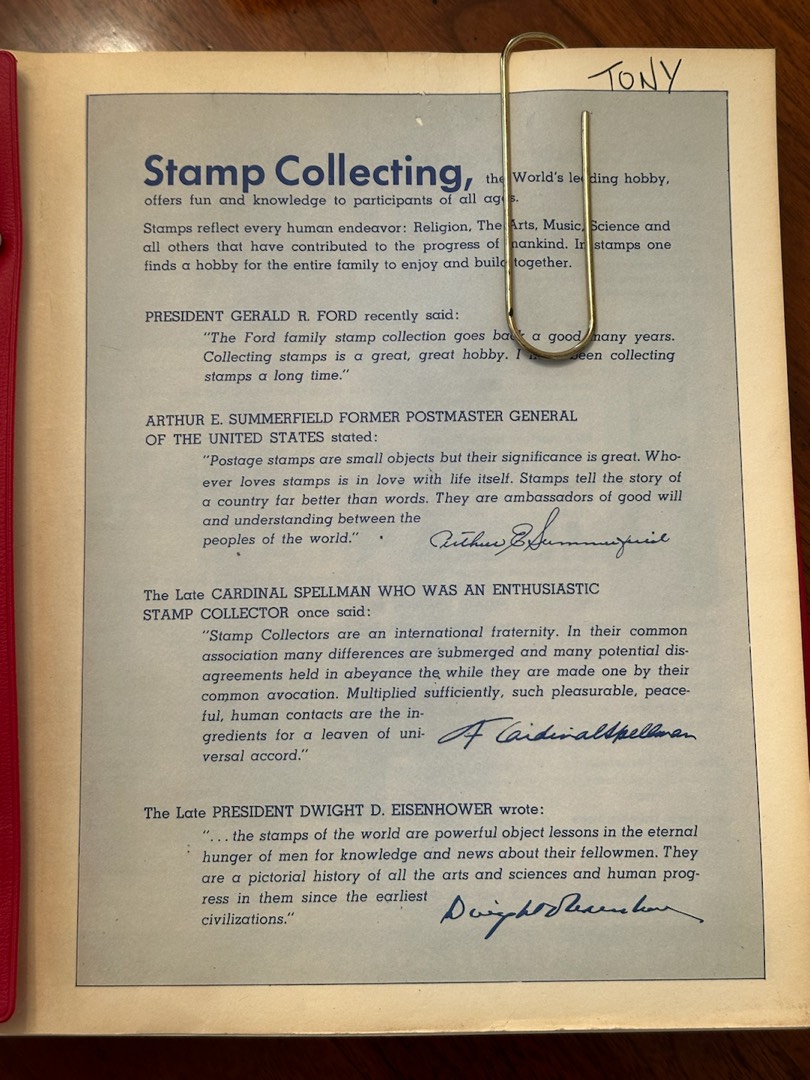 TONY
Stamp Collecting, the World's leading hobby,
offers fun and knowledge to participants of all ages.
Stamps reflect every human endeavor: Religion, The Arts, Music, Science and
all others that have contributed to the progress of mankind. In stamps one
finds a hobby for the entire family to enjoy and build together.
PRESIDENT GERALD R. FORD recently said:
"The Ford family stamp collection goes back a good many years.
Collecting stamps is a great, great hobby. I been collecting
stamps a long time."
ARTHUR E. SUMMERFIELD FORMER POSTMASTER GENERAL
OF THE UNITED STATES stated:
"Postage stamps are small objects but their significance is great. Who-
ever loves stamps is in love with life itself. Stamps tell the story of
a country far better than words. They are ambassadors of good will
and understanding between the
peoples of the world."
Arthur E Summerfield
The Late CARDINAL SPELLMAN WHO WAS AN ENTHUSIASTIC
STAMP COLLECTOR once said:
"Stamp Collectors are an international fraternity. In their common
association many differences are submerged and many potential dis-
agreements held in abeyance the while they are made one by their
common avocation. Multiplied sufficiently, such pleasurable, peace-
ful, human contacts are the in-
gredients for a leaven of uni-
versal accord."
F Cardinal Spellman
The Late PRESIDENT DWIGHT D. EISENHOWER wrote:
"... the stamps of the world are powerful object lessons in the eternal
hunger of men for knowledge and news about their fellowmen. They
are a pictorial history of all the arts and sciences and human prog-
ress in them since the earliest
civilizations."
Dwight D Eisenhower